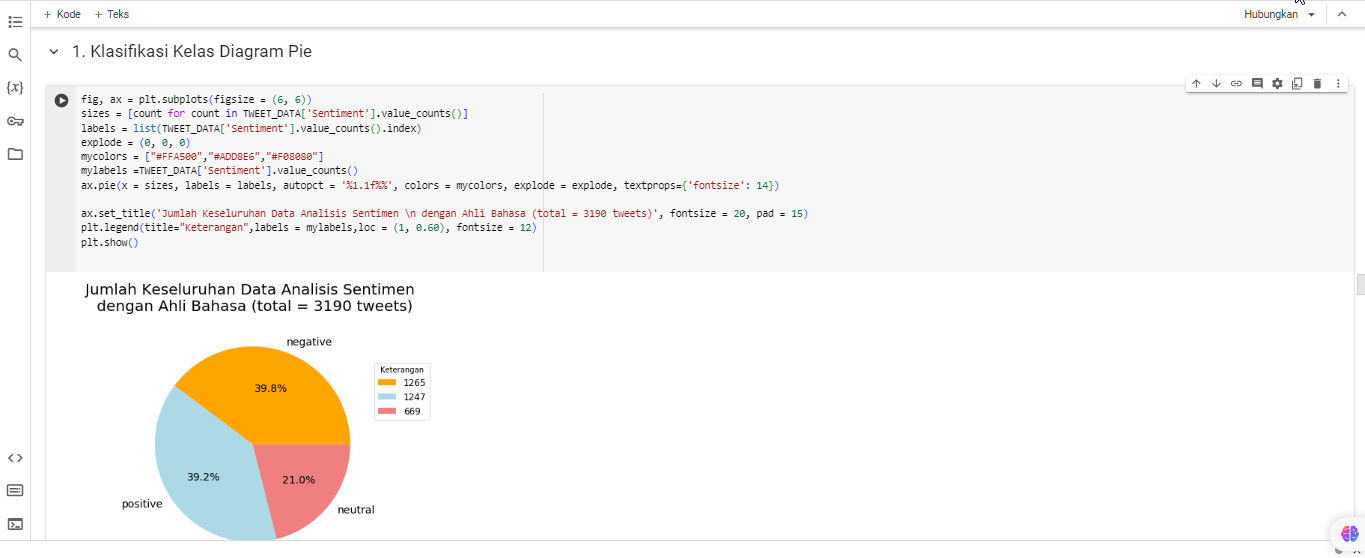 + Kode + Teks
Hubungkan
1. Klasifikasi Kelas Diagram Pie
{x}
fig, ax = plt.subplots(figsize = (6, 6))
sizes = [count for count in TWEET_DATA['Sentiment'].value_counts()]
labels = list(TWEET_DATA['Sentiment'].value_counts().index)
explode = (0, 0, 0)
mycolors = ["#FFA500","#ADD8E6","#F08080"]
mylabels =TWEET_DATA['Sentiment'].value_counts()
ax.pie(x = sizes, labels = labels, autopct = '%1.1f%%', colors = mycolors, explode = explode, textprops={'fontsize': 14})
ax.set_title('Jumlah Keseluruhan Data Analisis Sentimen \n dengan Ahli Bahasa (total = 3190 tweets)', fontsize = 20, pad = 15)
plt.legend(title="Keterangan",labels = mylabels,loc = (1, 0.60), fontsize = 12)
plt.show()
Jumlah Keseluruhan Data Analisis Sentimen
dengan Ahli Bahasa (total = 3190 tweets)
negative
39.8%
Keterangan
1265
1247
669
39.2%
21.0%
positive
neutral